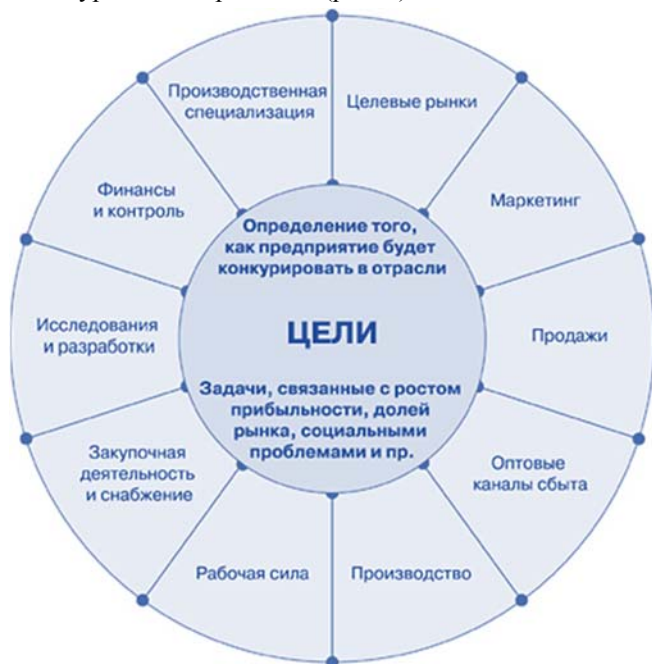 Производственная
специализация
Целевые рынки
Маркетинг
Продажи
Оптовые
каналы сбыта
Производство
Рабочая сила
Закупочная
деятельность
и снабжение
Исследования
и разработки
Финансы
и контроль
Определение того,
как предприятие будет
конкурировать в отрасли
ЦЕЛИ
Задачи, связанные с ростом
прибыльности, долей
рынка, социальными
проблемами и пр.